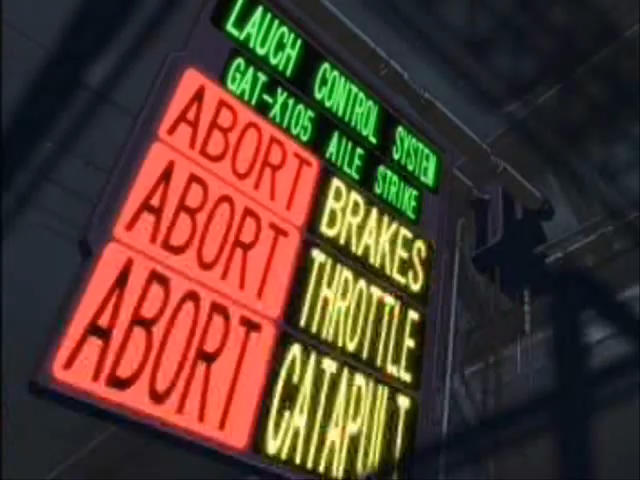 LAUCH CONTROL SYSTEM
GAT-X105 AILE STRIKE
ABORT BRAKES
ABORT THROTTLE
ABORT CATAPULT